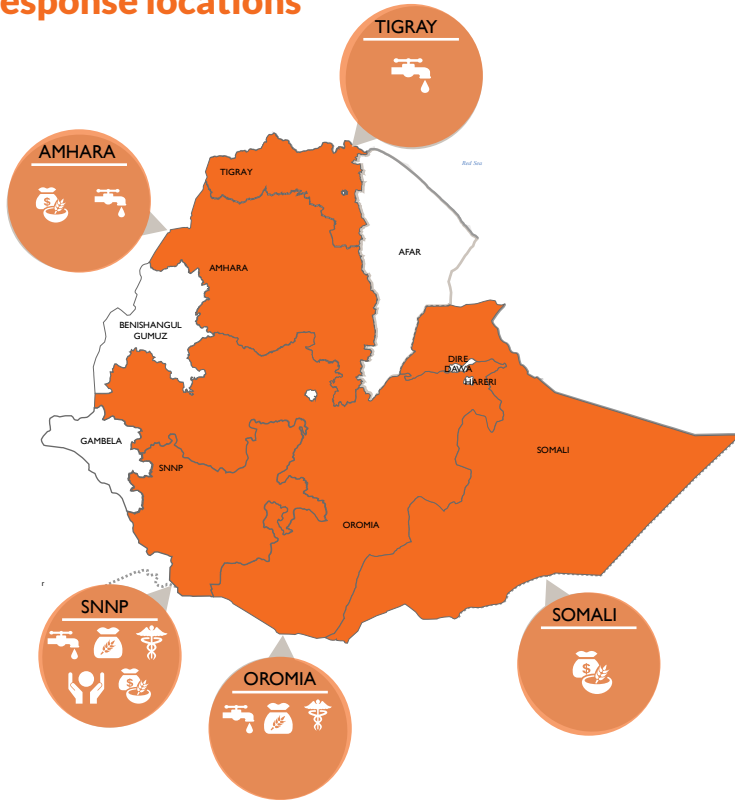 esponse locations
TIGRAY
AMHARA
Red Sea
TIGRAY
AFAR
AMHARA
BENISHANGUL
GUMUZ
DIRE
DAWA
HARERI
GAMBELA
SNNP
SOMALI
OROMIA
r
SNNP
SOMALI
OROMIA
$
$
$